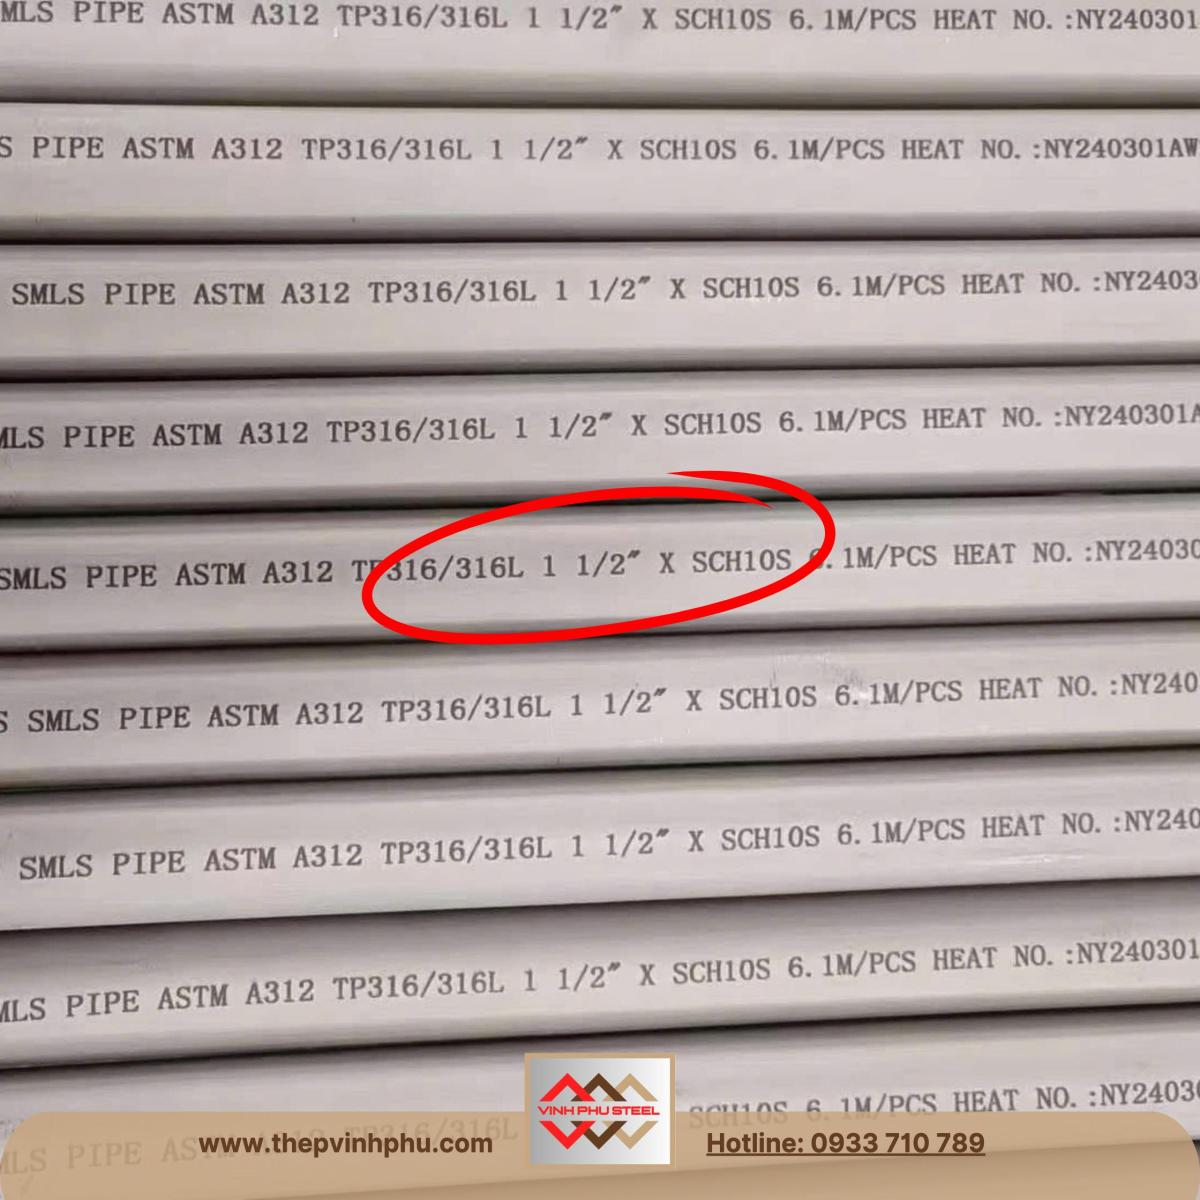 MLS PIPE ASTM A312 TP316/316L 1 1/2" X SCH10S 6.1M/PCS HEAT NO.:NY240301
S PIPE ASTM A312 TP316/316L 1 1/2" X SCH10S 6.1M/PCS HEAT NO.:NY240301AW
SMLS PIPE ASTM A312 TP316/316L 1 1/2" X SCH10S 6.1M/PCS HEAT NO.:NY2403
MLS PIPE ASTM A312 TP316/316L 1 1/2" X SCH10S 6.1M/PCS HEAT NO.:NY240301A
SMLS PIPE ASTM A312 TP316/316L 1 1/2" X SCH10S 6.1M/PCS HEAT NO.:NY24030
S SMLS PIPE ASTM A312 TP316/316L 1 1/2" X SCH10S 6.1M/PCS HEAT NO.:NY240
SMLS PIPE ASTM A312 TP316/316L 1 1/2" X SCH10S 6.1M/PCS HEAT NO.:NY240
MLS PIPE ASTM A312 TP316/316L 1 1/2" X SCH10S 6.1M/PCS HEAT NO.:NY240301
MLS PIPE ASTM SCH10S 6.1M/PCS HEAT NO.:NY2403
VINH PHU STEEL
www.thepvinhphu.com
Hotline: 0933 710 789